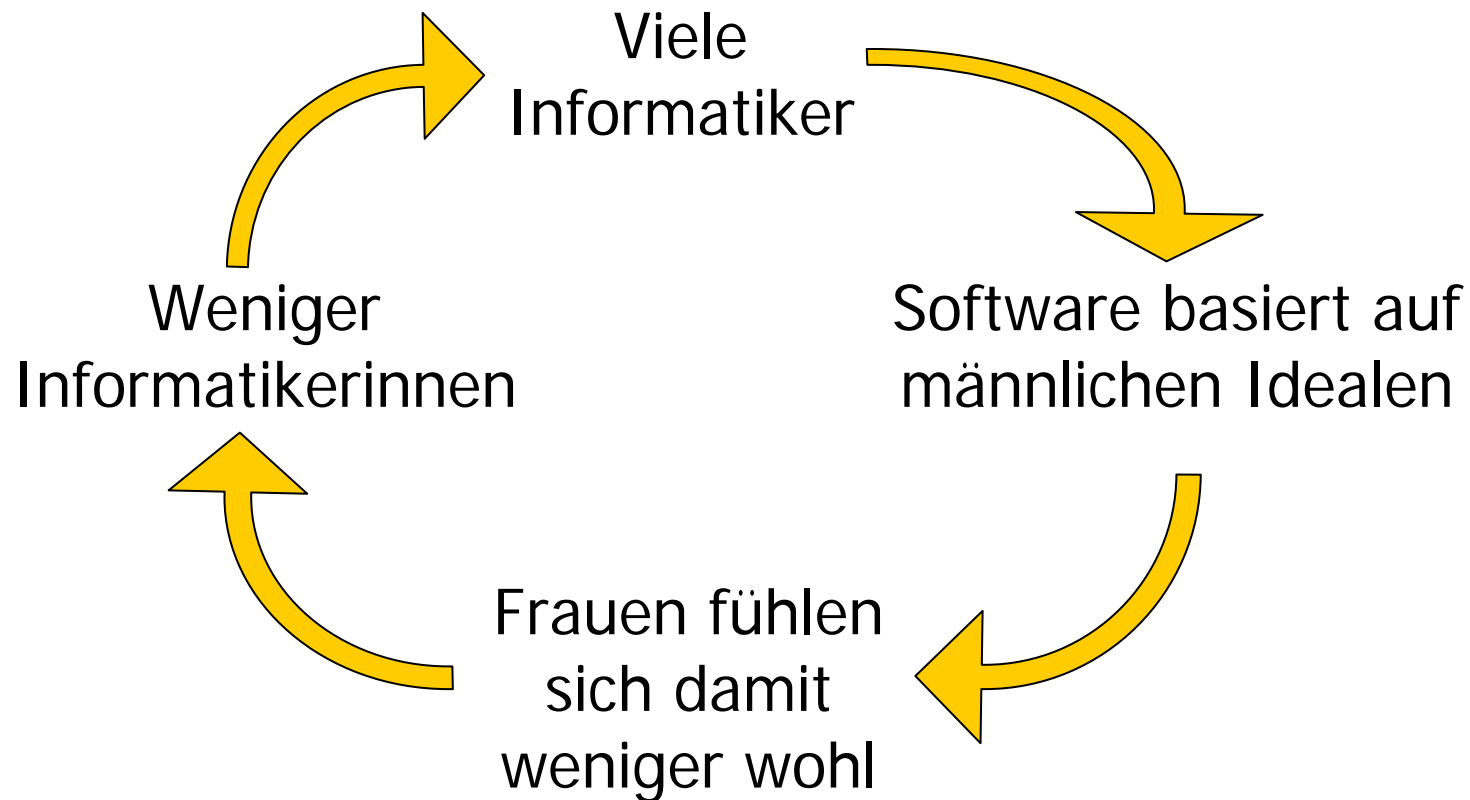 Viele
Informatiker
Software basiert auf
männlichen Idealen
Frauen fühlen
sich damit
weniger wohl
Weniger
Informatikerinnen